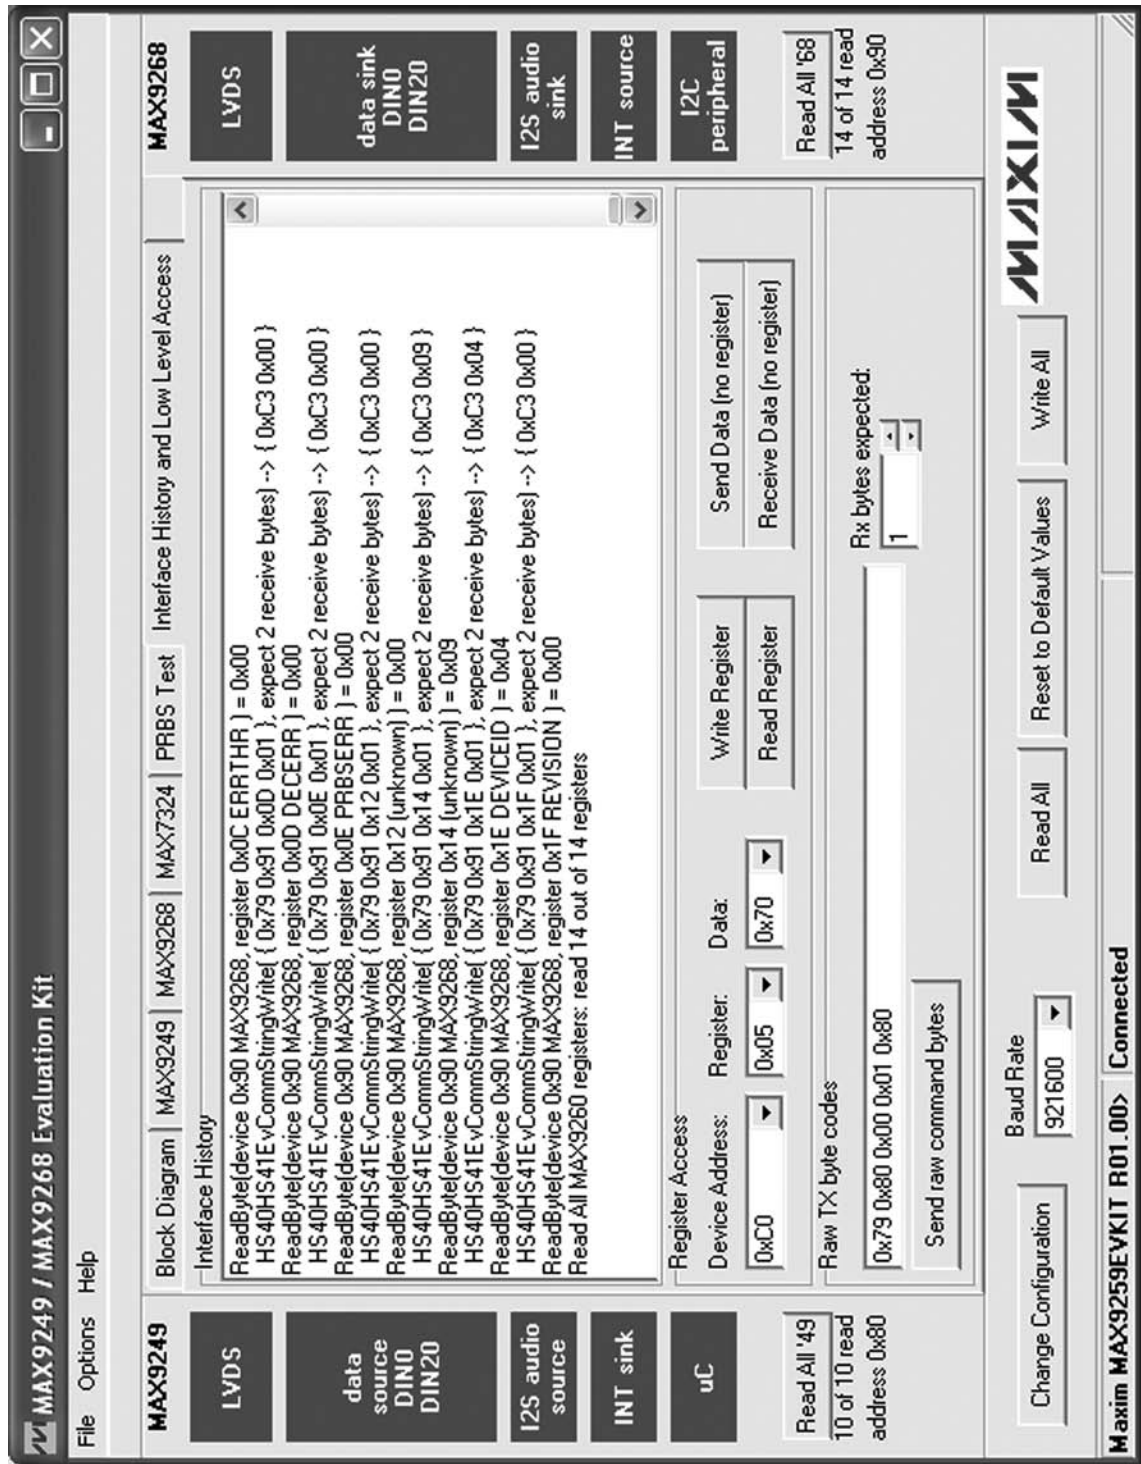 MAX9249 / MAX9268 Evaluation Kit
File Options Help
MAX9249
LVDS
data
source
DIN0
DIN20
I2S audio
source
INT sink
uC
Read All '49
10 of 10 read
address 0x80
Block Diagram MAX9249 MAX9268 MAX7324 PRBS Test Interface History and Low Level Access
Interface History
ReadByte(device 0x90 MAX9268, register 0x0C ERRTHR ) = 0x00
HS40HS41EvCommStringWrite( { 0x79 0x91 0x0D 0x01 }, expect 2 receive bytes) --> { 0xC3 0x00 }
ReadByte(device 0x90 MAX9268, register 0x0D DECERR ) = 0x00
HS40HS41EvCommStringWrite( { 0x79 0x91 0x0E 0x01 }, expect 2 receive bytes) --> { 0xC3 0x00 }
ReadByte(device 0x90 MAX9268, register 0x0E PRBSERR ) = 0x00
HS40HS41EvCommStringWrite( { 0x79 0x91 0x12 0x01 }, expect 2 receive bytes) --> { 0xC3 0x00 }
ReadByte(device 0x90 MAX9268, register 0x12 (unknown) ) = 0x00
HS40HS41EvCommStringWrite( { 0x79 0x91 0x14 0x01 }, expect 2 receive bytes) --> { 0xC3 0x09 }
ReadByte(device 0x90 MAX9268, register 0x14 (unknown) ) = 0x09
HS40HS41EvCommStringWrite( { 0x79 0x91 0x1E 0x01 }, expect 2 receive bytes) --> { 0xC3 0x04 }
ReadByte(device 0x90 MAX9268, register 0x1E DEVICEID ) = 0x04
HS40HS41EvCommStringWrite( { 0x79 0x91 0x1F 0x01 }, expect 2 receive bytes) --> { 0xC3 0x00 }
ReadByte(device 0x90 MAX9268, register 0x1F REVISION ) = 0x00
Read All MAX9260 registers: read 14 out of 14 registers
Register Access
Device Address: Register: Data:
0xC0 0x05 0x70
Write Register
Read Register
Send Data (no register)
Receive Data (no register)
Raw TX byte codes
0x79 0x80 0x00 0x01 0x80
Rx bytes expected:
1
Send raw command bytes
MAX9268
LVDS
data sink
DIN0
DIN20
I2S audio
sink
INT source
I2C
peripheral
Read All '68
14 of 14 read
address 0x90
Change Configuration
Baud Rate
921600
Read All
Reset to Default Values
Write All
MAXIM
Maxim MAX9259EVKIT R01.00> Connected